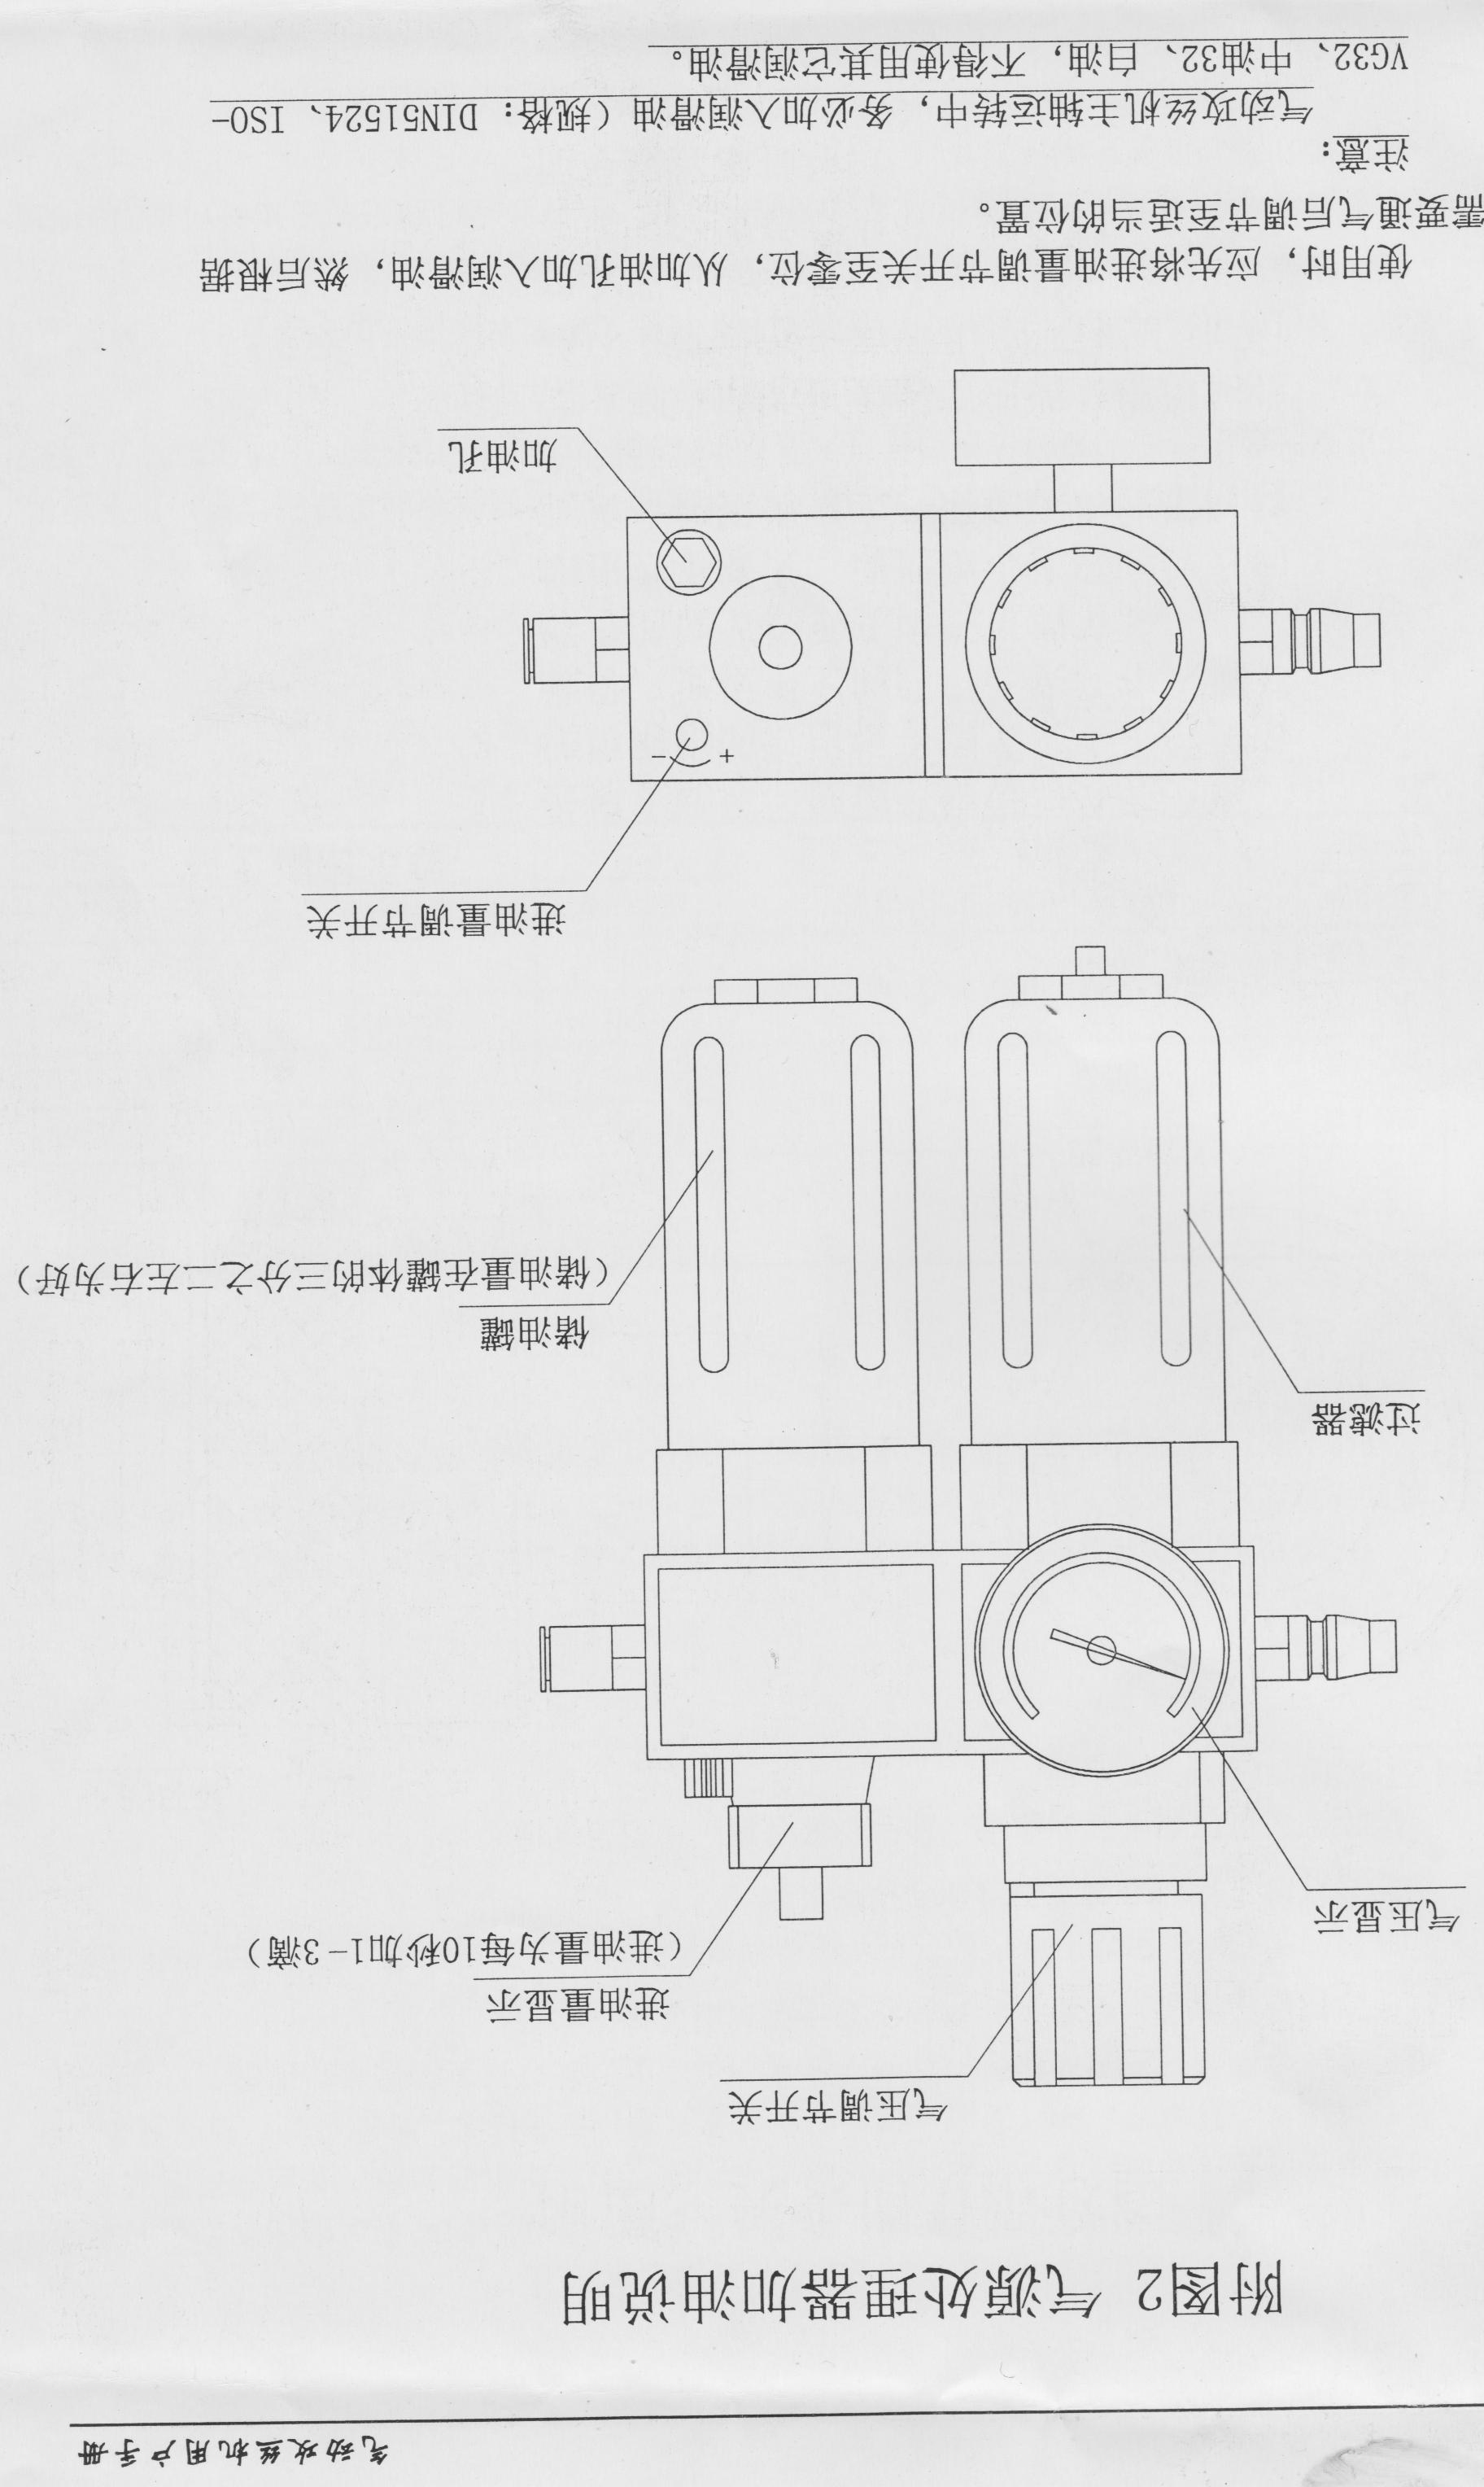 气动攻丝机用户手册
附图2 气源处理器加油说明
气压调节开关
进油量显示
(进油量为每10秒加1-3滴)
气压显示
过滤器
储油罐
(储油量在罐体的三分之二左右为好)
进油量调节开关
- +
加油孔
使用时，应先将进油量调节开关至零位，从加油孔加入润滑油，然后根据
需要通气后调节至适当的位置。
注意：
气动攻丝机主轴运转中，务必加入润滑油（规格：DIN51524、ISO-
VG32、中油32、白油，不得使用其它润滑油。